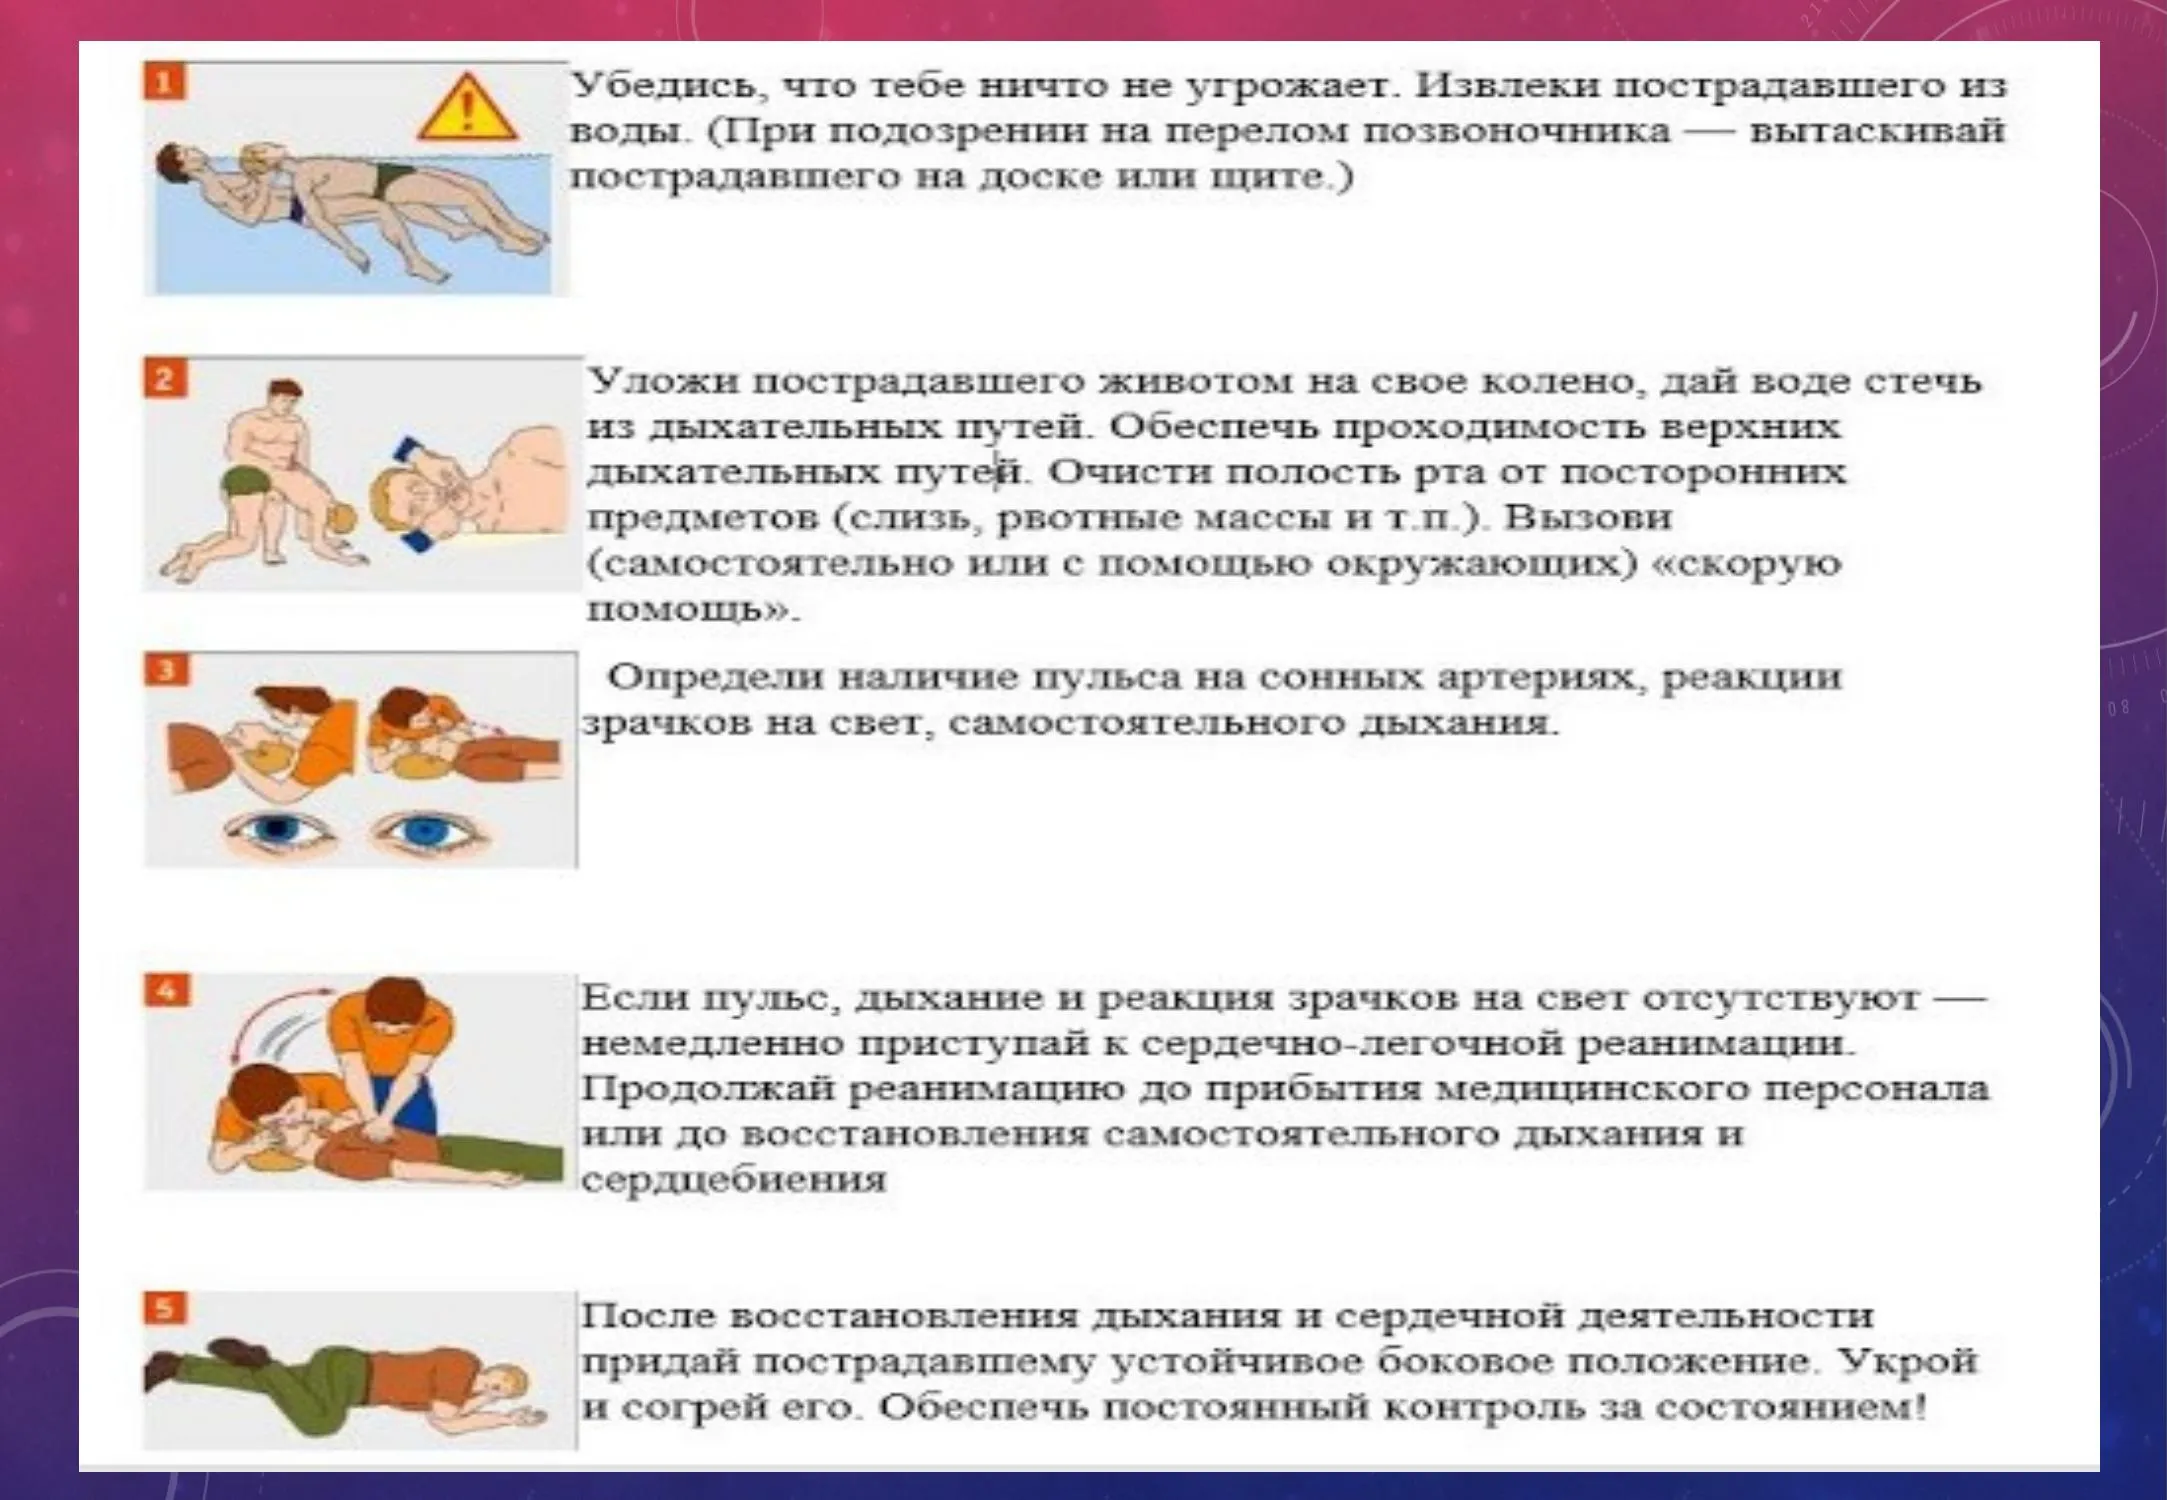 1
Убедись, что тебе ничто не угрожает. Извлеки пострадавшего из
воды. (При подозрении на перелом позвоночника — вытаскивай
пострадавшего на доске или щите.)
2
Уложи пострадавшего животом на свое колено, дай воде стечь
из дыхательных путей. Обеспечь проходимость верхних
дыхательных путей. Очисти полость рта от посторонних
предметов (слизь, рвотные массы и т.п.). Вызови
(самостоятельно или с помощью окружающих) «скорую
помощь».
3
Определи наличие пульса на сонных артериях, реакции
зрачков на свет, самостоятельного дыхания.
4
Если пульс, дыхание и реакция зрачков на свет отсутствуют —
немедленно приступай к сердечно-легочной реанимации.
Продолжай реанимацию до прибытия медицинского персонала
или до восстановления самостоятельного дыхания и
сердцебиения
5
После восстановления дыхания и сердечной деятельности
придай пострадавшему устойчивое боковое положение. Укрой
и согрей его. Обеспечь постоянный контроль за состоянием!